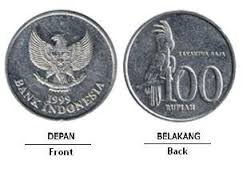 1999
BANK INDONESIA
KAKATUA RAJA
100
RUPIAH
DEPAN
Front
BELAKANG
Back